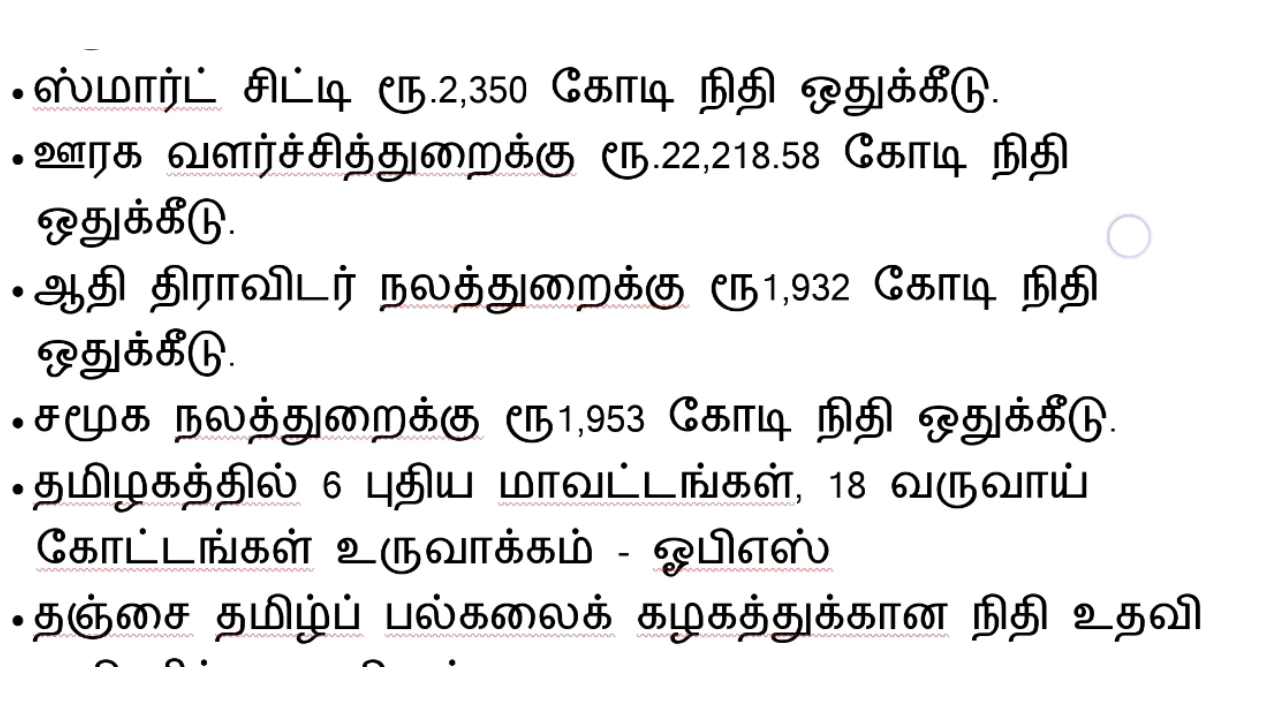 • ஸ்மார்ட் சிட்டி ரூ.2,350 கோடி நிதி ஒதுக்கீடு.
• ஊரக வளர்ச்சித்துறைக்கு ரூ.22,218.58 கோடி நிதி
ஒதுக்கீடு.
• ஆதி திராவிடர் நலத்துறைக்கு ரூ1,932 கோடி நிதி
ஒதுக்கீடு.
• சமூக நலத்துறைக்கு ரூ1,953 கோடி நிதி ஒதுக்கீடு.
• தமிழகத்தில் 6 புதிய மாவட்டங்கள், 18 வருவாய்
கோட்டங்கள் உருவாக்கம் - ஓபிஎஸ்
• தஞ்சை தமிழ்ப் பல்கலைக் கழகத்துக்கான நிதி உதவி